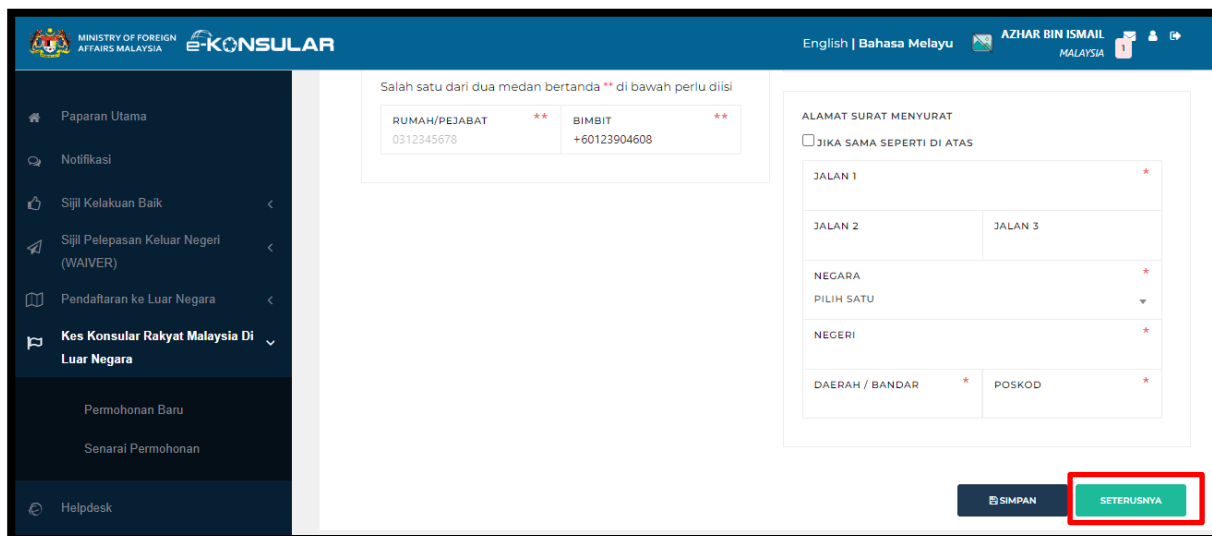 MINISTRY OF FOREIGN
AFFAIRS MALAYSIA
e-KONSULAR
English | Bahasa Melayu
AZHAR BIN ISMAIL
MALAYSIA
1
Paparan Utama
Notifikasi
Sijil Kelakuan Baik
Sijil Pelepasan Keluar Negeri
(WAIVER)
Pendaftaran ke Luar Negara
Kes Konsular Rakyat Malaysia Di
Luar Negara
Permohonan Baru
Senarai Permohonan
Helpdesk
Salah satu dari dua medan bertanda ** di bawah perlu diisi
RUMAH/PEJABAT **
0312345678
BIMBIT **
+60123904608
ALAMAT SURAT MENYURAT
JIKA SAMA SEPERTI DI ATAS
JALAN 1 *
JALAN 2
JALAN 3
NEGARA *
PILIH SATU
NEGERI *
DAERAH / BANDAR *
POSKOD *
SIMPAN
SETERUSNYA